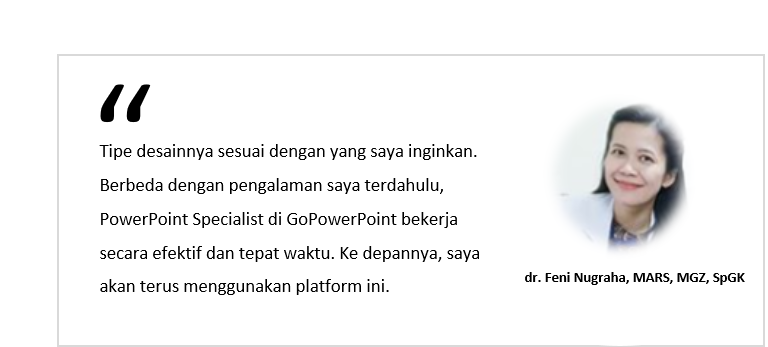 “
Tipe desainnya sesuai dengan yang saya inginkan.
Berbeda dengan pengalaman saya terdahulu,
PowerPoint Specialist di GoPowerPoint bekerja
secara efektif dan tepat waktu. Ke depannya, saya
akan terus menggunakan platform ini.
dr. Feni Nugraha, MARS, MGZ, SpGK